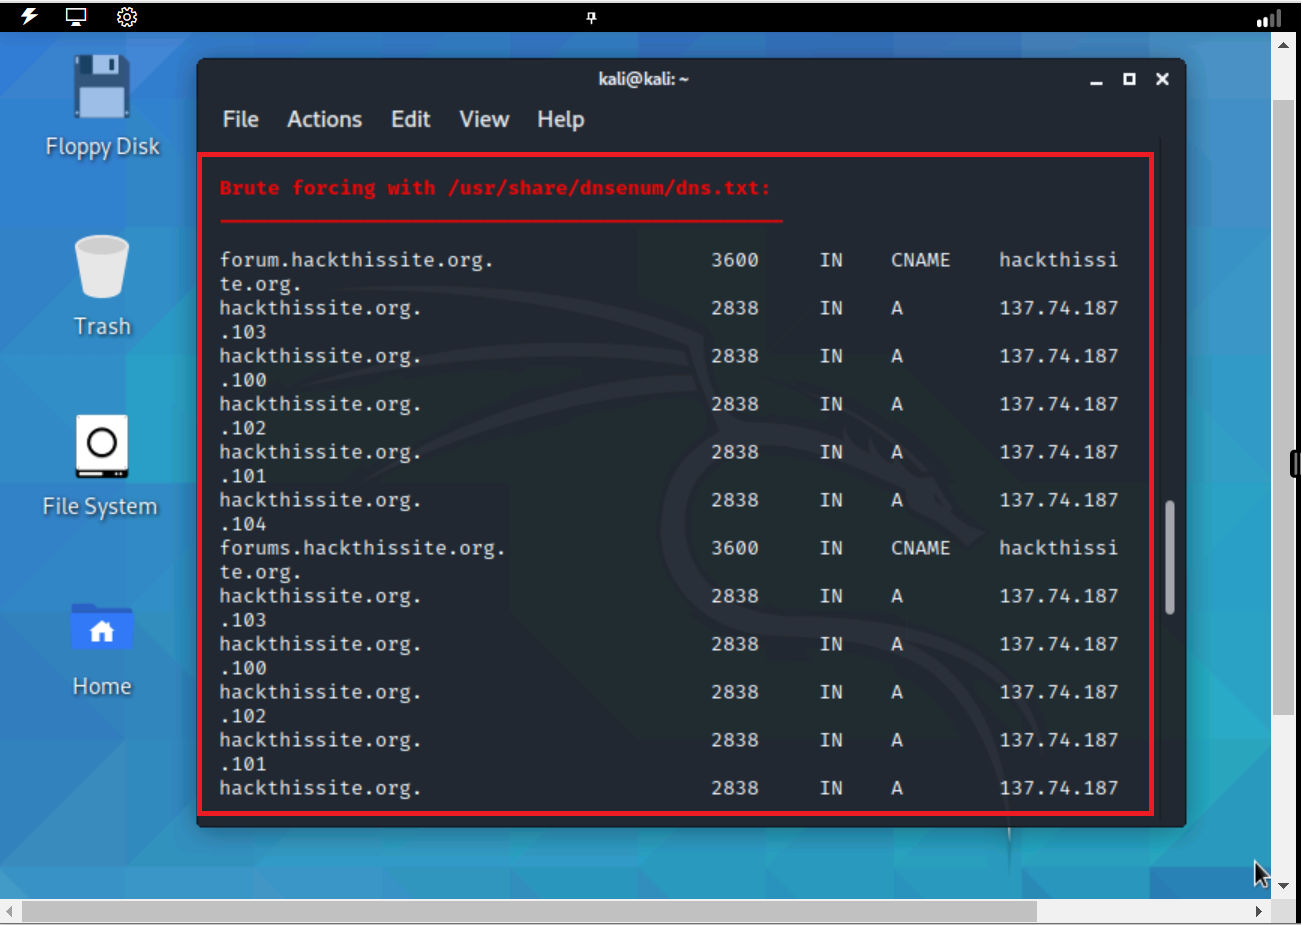 kali@kali: ~
File Actions Edit View Help
Floppy Disk
Trash
File System
Home
Brute forcing with /usr/share/dnsenum/dns.txt:
forum.hackthissite.org. 3600 IN CNAME hackthissi
te.org.
hackthissite.org. 2838 IN A 137.74.187
.103
hackthissite.org. 2838 IN A 137.74.187
.100
hackthissite.org. 2838 IN A 137.74.187
.102
hackthissite.org. 2838 IN A 137.74.187
.101
hackthissite.org. 2838 IN A 137.74.187
.104
forums.hackthissite.org. 3600 IN CNAME hackthissi
te.org.
hackthissite.org. 2838 IN A 137.74.187
.103
hackthissite.org. 2838 IN A 137.74.187
.100
hackthissite.org. 2838 IN A 137.74.187
.102
hackthissite.org. 2838 IN A 137.74.187
.101
hackthissite.org. 2838 IN A 137.74.187